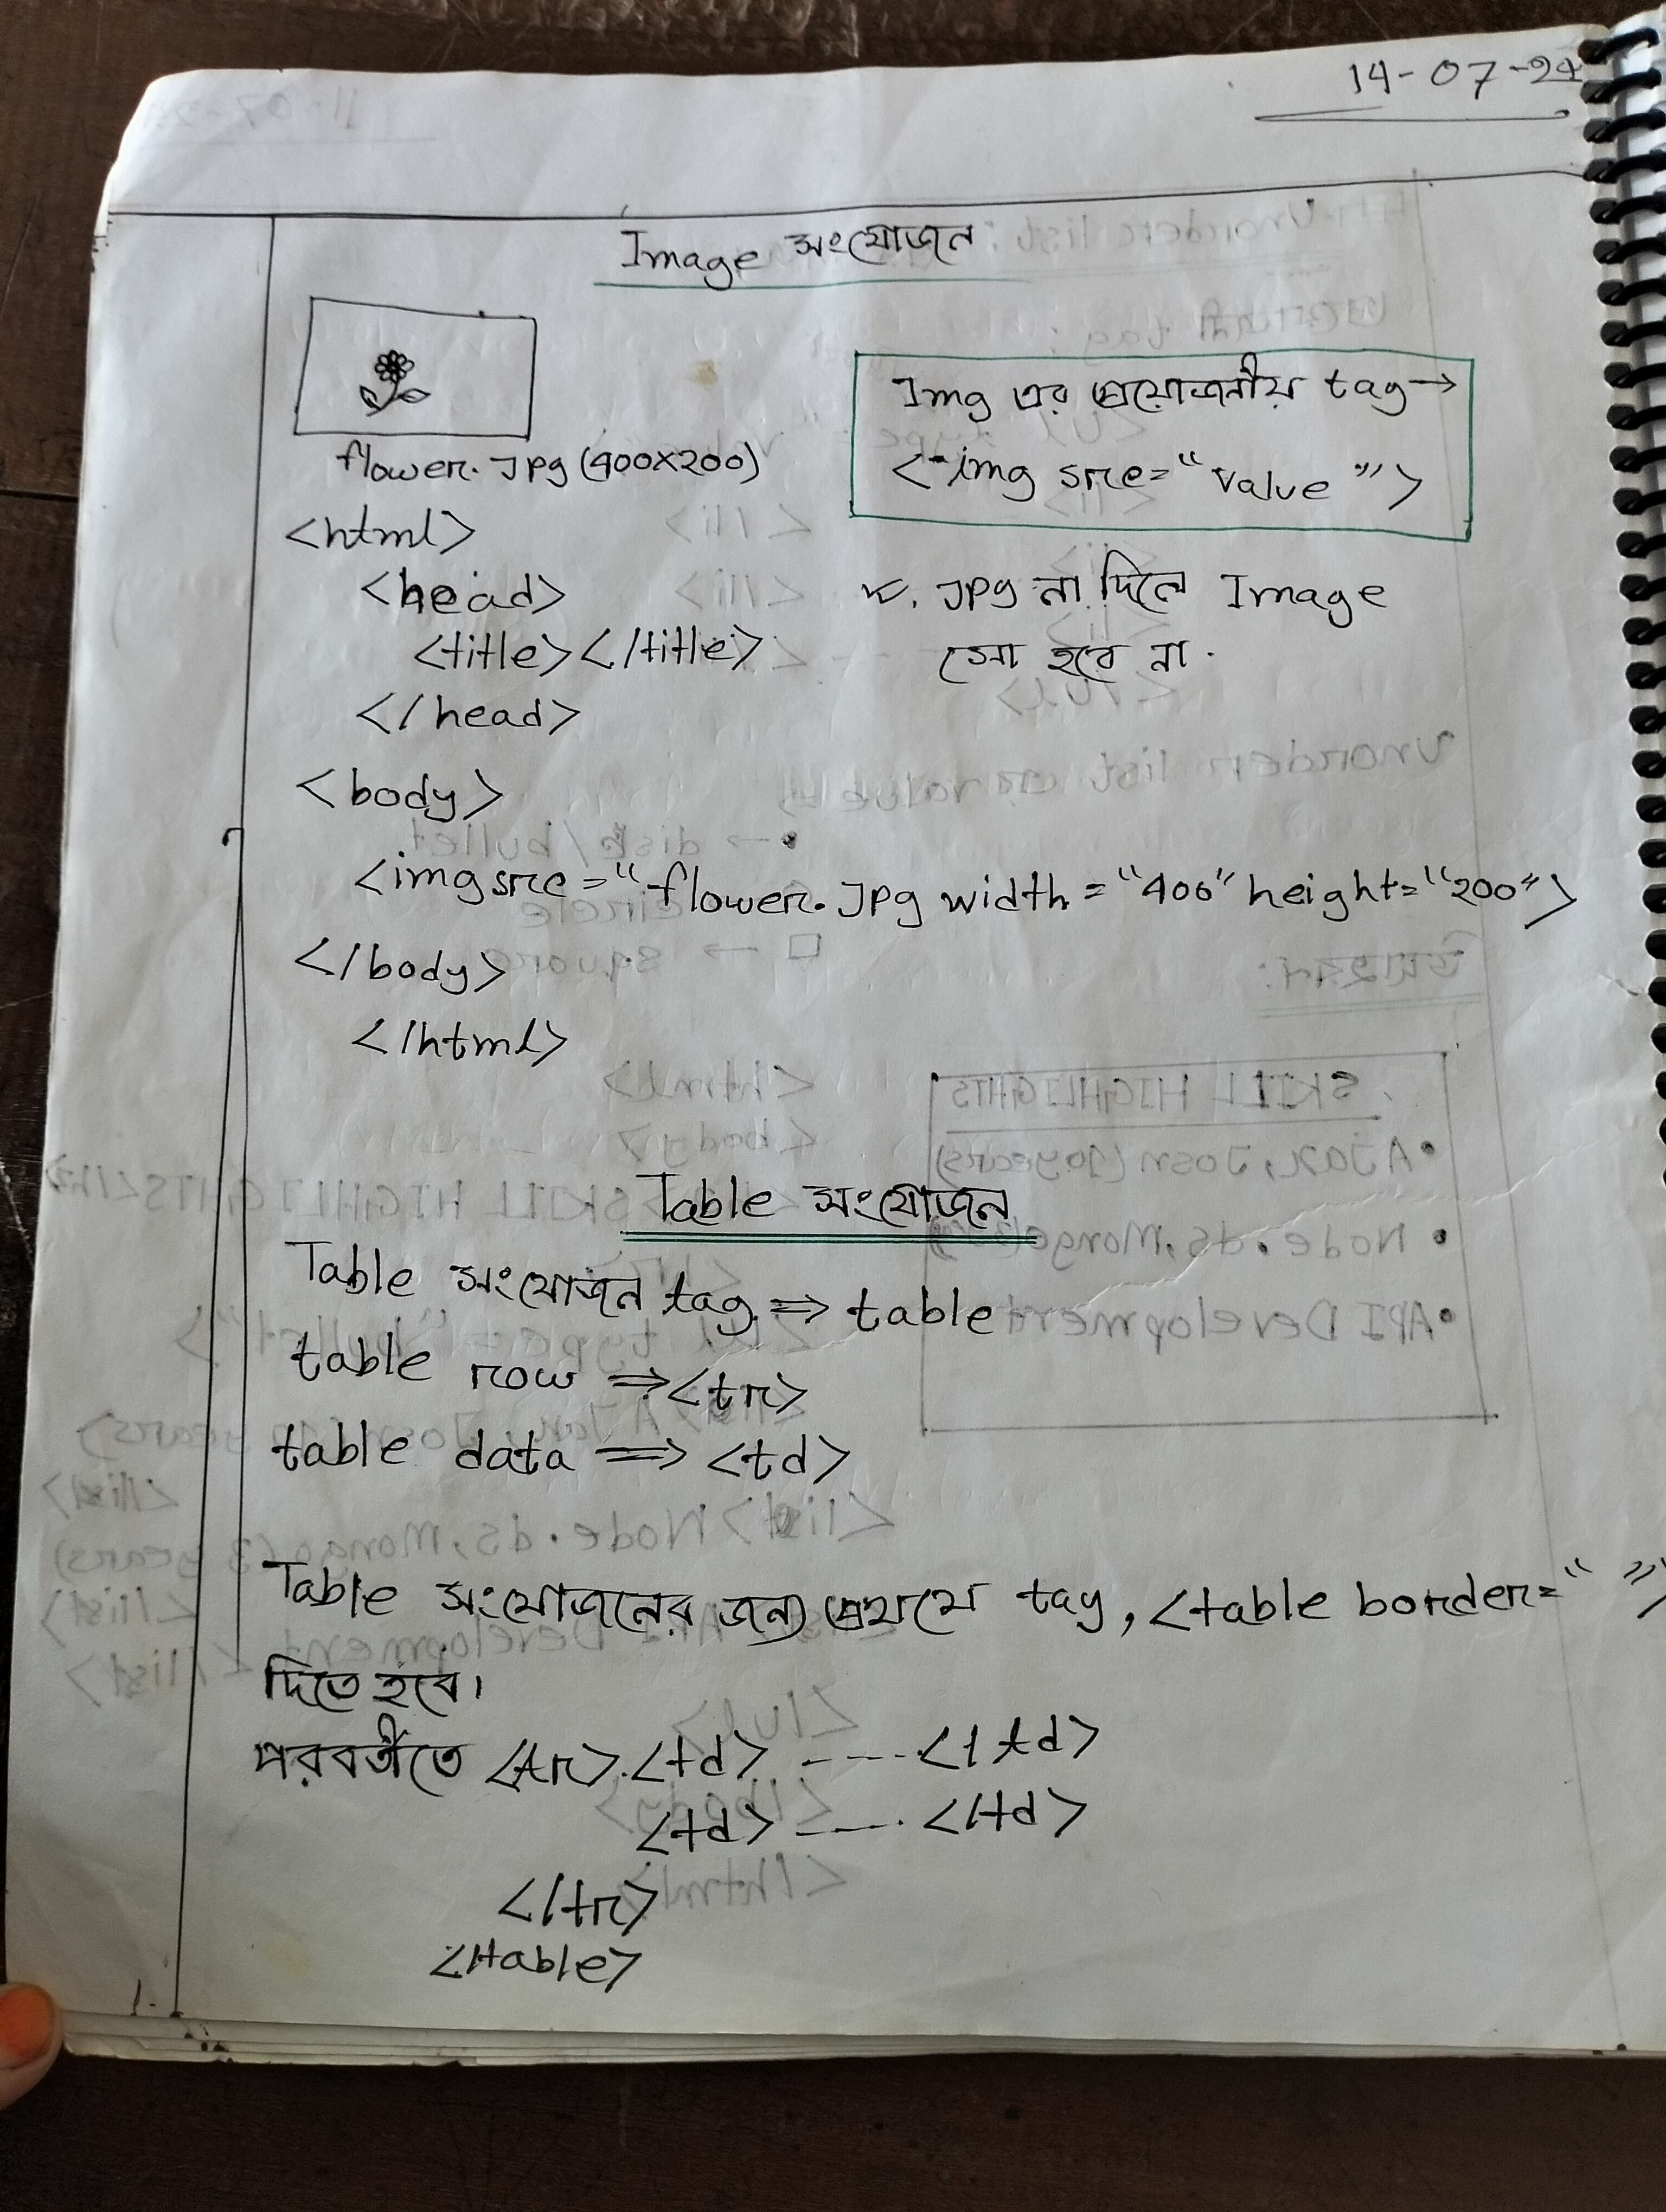 14-07-24
Image সংযোজন
flower.Jpg (400x200)
Img এর প্রয়োজনীয় tag→
<img src="value">
<html>
<head>
.Jpg না দিলে Image
সো হবে না.
<title></title>
</head>
<body>
<img src="flower.Jpg width="400" height="200">
</body>
</html>
Table সংযোজন
Table সংযোজন tag ⇒ table
table row ⇒ <tr>
table data ⇒ <td>
Table সংযোজনের জন্য প্রথমে tag, <table border=" ">
দিতে হবে।
পরবর্তীতে <tr> <td> ---- </td>
<td> ---- </td>
</tr>
</table>